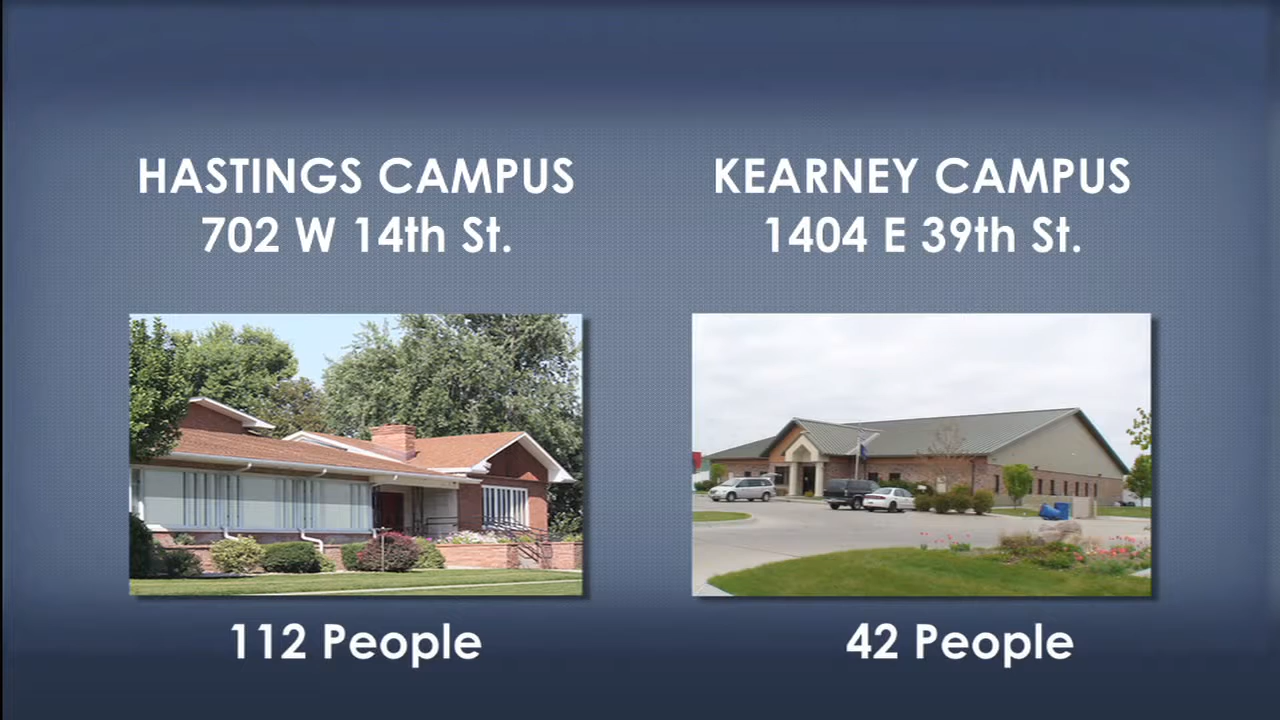 HASTINGS CAMPUS
702 W 14th St.
KEARNEY CAMPUS
1404 E 39th St.
112 People
42 People